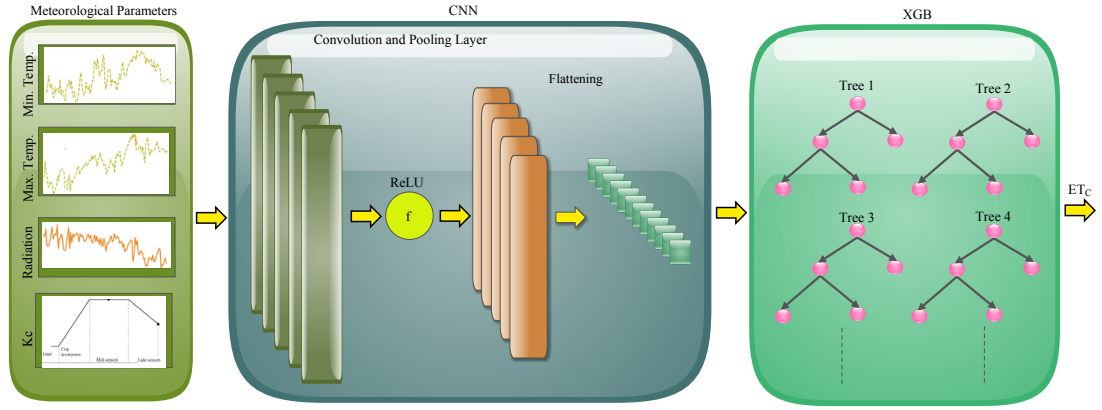 Meteorological Parameters
Min. Temp.
Max. Temp.
Radiation
Kc
Initial
Crop
development
Mid-season
Late-season
CNN
Convolution and Pooling Layer
Flattening
ReLU
f
XGB
Tree 1
Tree 2
Tree 3
Tree 4
ETC